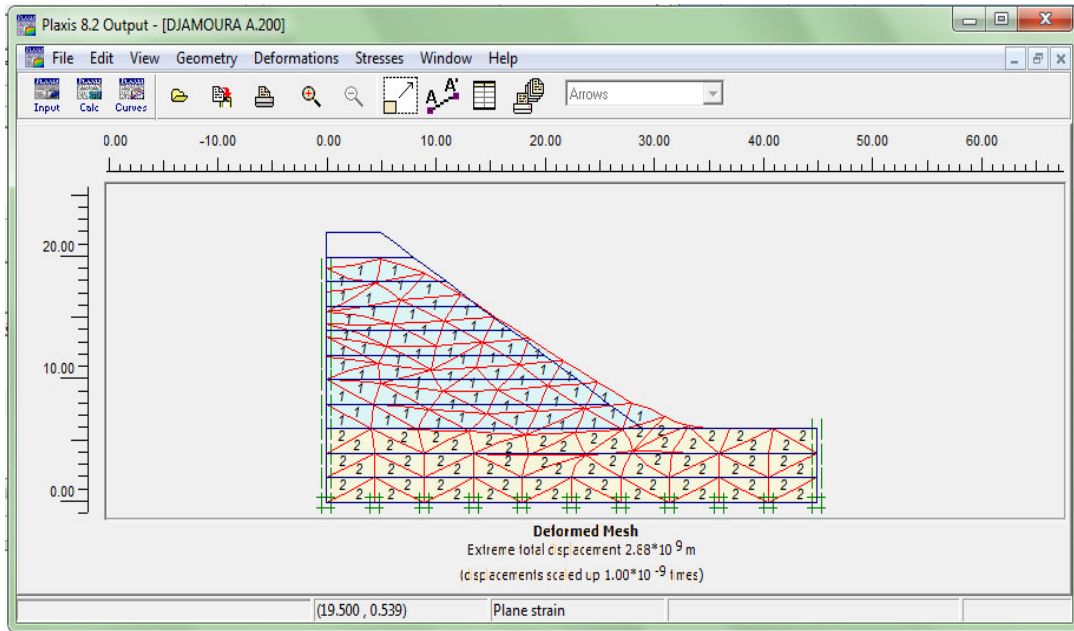 Plaxis 8.2 Output - [DJAMOURA A.200]
File Edit View Geometry Deformations Stresses Window Help
Input Calc Curves Arrows
0.00 -10.00 0.00 10.00 20.00 30.00 40.00 50.00 60.00
20.00
10.00
0.00
Deformed Mesh
Extreme total displacement 2.88*10 9 m
(displacements scaled up 1.00*10 -9 times)
(19.500 , 0.539) Plane strain